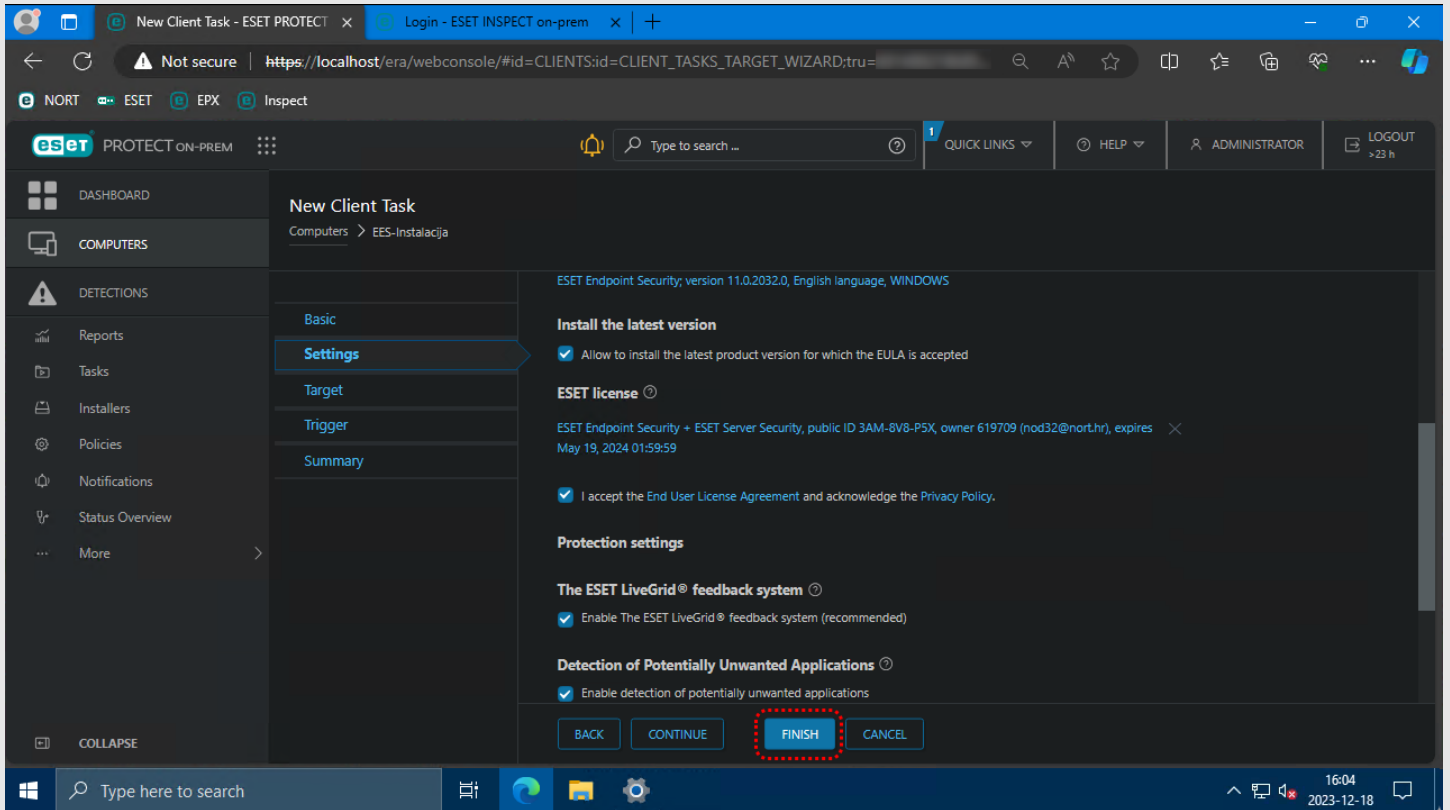 New Client Task - ESET PROTECT
Login - ESET INSPECT on-prem
Not secure
https://localhost/era/webconsole/#id=CLIENTS:id=CLIENT_TASKS_TARGET_WIZARD;tru=
NORT
ESET
EPX
Inspect
eset PROTECT ON-PREM
Type to search ...
1
QUICK LINKS
HELP
ADMINISTRATOR
LOGOUT
>23 h
DASHBOARD
COMPUTERS
DETECTIONS
Reports
Tasks
Installers
Policies
Notifications
Status Overview
More
COLLAPSE
New Client Task
Computers > EES-Instalacija
Basic
Settings
Target
Trigger
Summary
ESET Endpoint Security; version 11.0.2032.0, English language, WINDOWS
Install the latest version
Allow to install the latest product version for which the EULA is accepted
ESET license
ESET Endpoint Security + ESET Server Security, public ID 3AM-8V8-P5X, owner 619709 (nod32@nort.hr), expires
May 19, 2024 01:59:59
I accept the End User License Agreement and acknowledge the Privacy Policy.
Protection settings
The ESET LiveGrid® feedback system
Enable The ESET LiveGrid® feedback system (recommended)
Detection of Potentially Unwanted Applications
Enable detection of potentially unwanted applications
BACK
CONTINUE
FINISH
CANCEL
Type here to search
16:04
2023-12-18